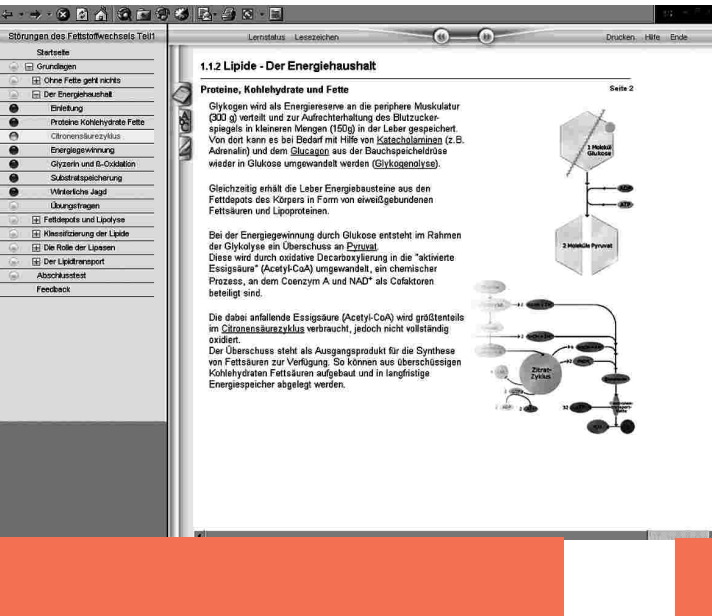 Störungen des Fettstoffwechsels Teil1
Lernstatus Lesezeichen
Drucken Hilfe Ende
Startseite
Grundlagen
Ohne Fette geht nichts
Der Energiehaushalt
Einleitung
Proteine Kohlehydrate Fette
Citronensäurezyklus
Energiegewinnung
Glyzerin und ß-Oxidation
Substratspeicherung
Winterliche Jagd
Übungsfragen
Fettdepots und Lipolyse
Klassifizierung der Lipide
Die Rolle der Lipasen
Der Lipidtransport
Abschlusstest
Feedback
1.1.2 Lipide - Der Energiehaushalt
Proteine, Kohlehydrate und Fette
Seite 2
Glykogen wird als Energiereserve an die periphere Muskulatur
(300 g) verteilt und zur Aufrechterhaltung des Blutzucker-
spiegels in kleineren Mengen (150g) in der Leber gespeichert.
Von dort kann es bei Bedarf mit Hilfe von Katecholaminen (z.B.
Adrenalin) und dem Glucagon aus der Bauchspeicheldrüse
wieder in Glukose umgewandelt werden (Glykogenolyse).
Gleichzeitig erhält die Leber Energiebausteine aus den
Fettdepots des Körpers in Form von eiweißgebundenen
Fettsäuren und Lipoproteinen.
Bei der Energiegewinnung durch Glukose entsteht im Rahmen
der Glykolyse ein Überschuss an Pyruvat.
Diese wird durch oxidative Decarboxylierung in die "aktivierte
Essigsäure" (Acetyl-CoA) umgewandelt, ein chemischer
Prozess, an dem Coenzym A und NAD⁺ als Cofaktoren
beteiligt sind.
Die dabei anfallende Essigsäure (Acetyl-CoA) wird größtenteils
im Citronensäurezyklus verbraucht, jedoch nicht vollständig
oxidiert.
Der Überschuss steht als Ausgangsprodukt für die Synthese
von Fettsäuren zur Verfügung. So können aus überschüssigen
Kohlehydraten Fettsäuren aufgebaut und in langfristige
Energiespeicher abgelegt werden.
1 Molekül
Glukose
ADP
ATP
2 Moleküle Pyruvat
Zitrat-
Zyklus